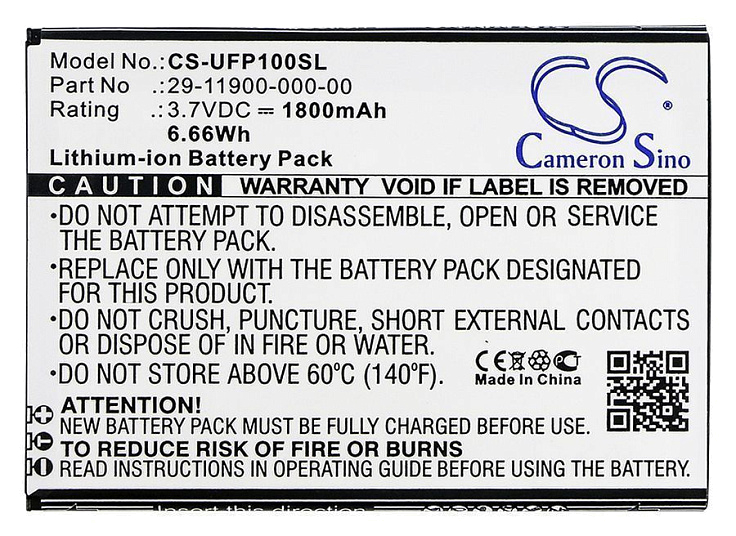 Model No.: CS-UFP100SL
Part No .: 29-11900-000-00
Rating .: 3.7VDC ⎓ 1800mAh
6.66Wh
Lithium-ion Battery Pack
Cameron Sino
®
CAUTION WARRANTY VOID IF LABEL IS REMOVED
•DO NOT ATTEMPT TO DISASSEMBLE, OPEN OR SERVICE
THE BATTERY PACK.
•REPLACE ONLY WITH THE BATTERY PACK DESIGNATED
FOR THIS PRODUCT.
•DO NOT CRUSH, PUNCTURE, SHORT EXTERNAL CONTACTS
OR DISPOSE OF IN FIRE OR WATER.
•DO NOT STORE ABOVE 60°C (140°F).
CE
Made In China
ATTENTION!
NEW BATTERY PACK MUST BE FULLY CHARGED BEFORE USE.
TO REDUCE RISK OF FIRE OR BURNS
READ INSTRUCTIONS IN OPERATING GUIDE BEFORE USING THE BATTERY.